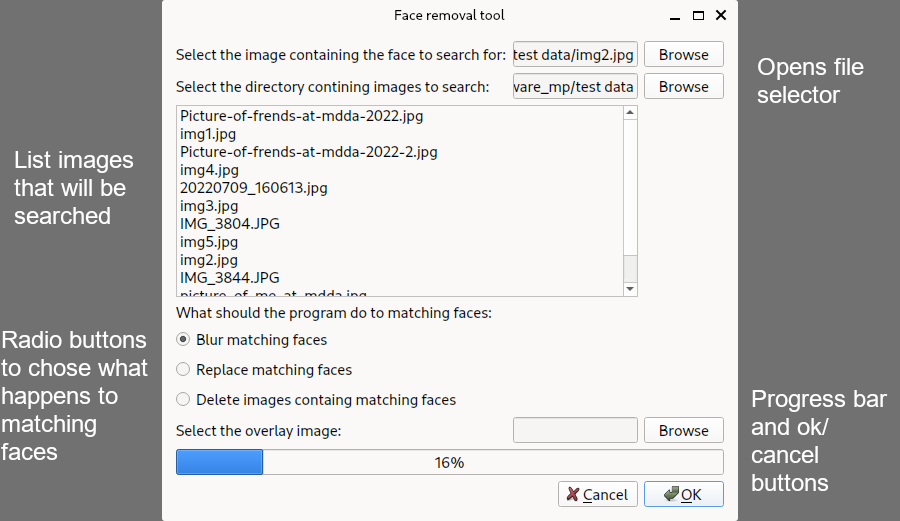 Face removal tool
Select the image containing the face to search for:
test data/img2.jpg
Browse
Select the directory contining images to search:
ware_mp/test data
Browse
Picture-of-frends-at-mdda-2022.jpg
img1.jpg
Picture-of-frends-at-mdda-2022-2.jpg
img4.jpg
20220709_160613.jpg
img3.jpg
IMG_3804.JPG
img5.jpg
img2.jpg
IMG_3844.JPG
picture_of_me_at_mdda.jpg
What should the program do to matching faces:
Blur matching faces
Replace matching faces
Delete images containg matching faces
Select the overlay image:
Browse
16%
Cancel
OK
List images
that will be
searched
Radio buttons
to chose what
happens to
matching
faces
Opens file
selector
Progress bar
and ok/
cancel
buttons